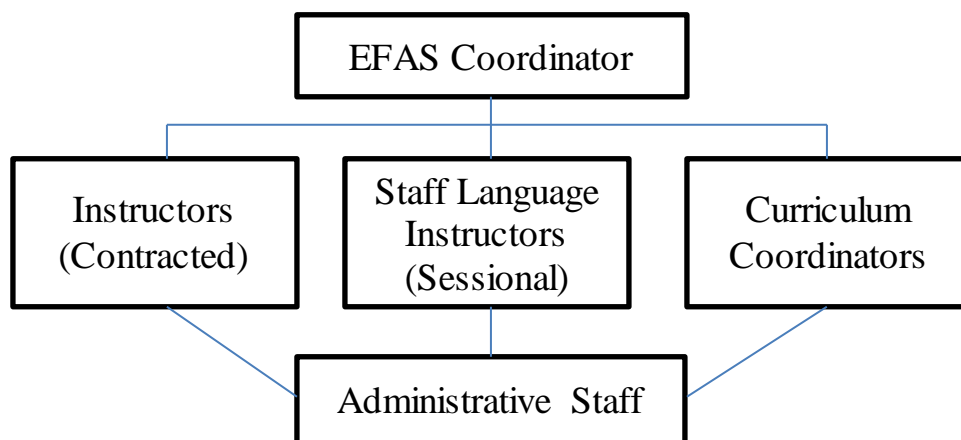 EFAS Coordinator
Instructors
(Contracted)
Staff Language
Instructors
(Sessional)
Curriculum
Coordinators
Administrative Staff